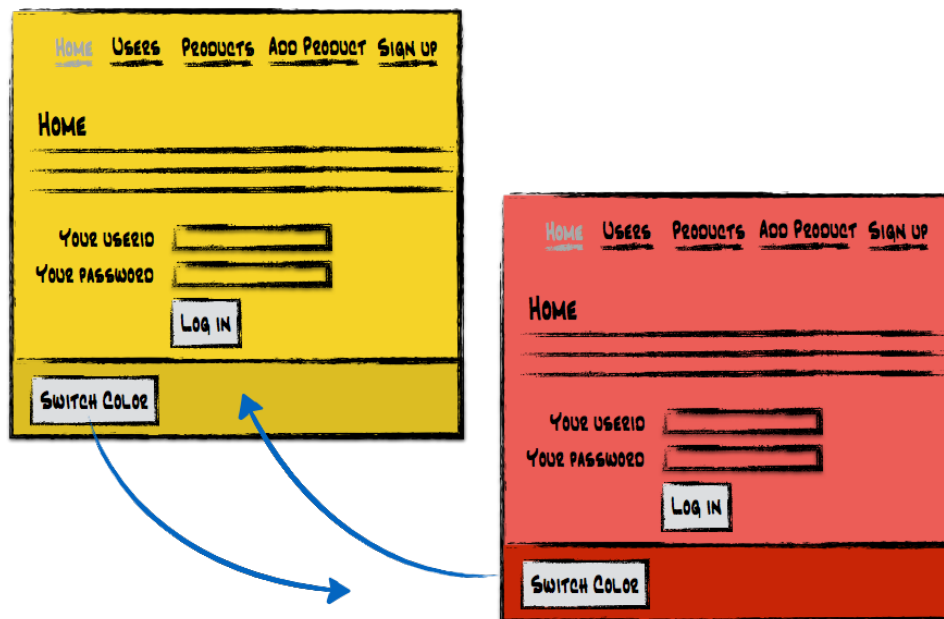 Home Users Products Add Product Sign up
Home
Your userid
Your password
Log in
Switch Color
Home Users Products Add Product Sign up
Home
Your userid
Your password
Log in
Switch Color